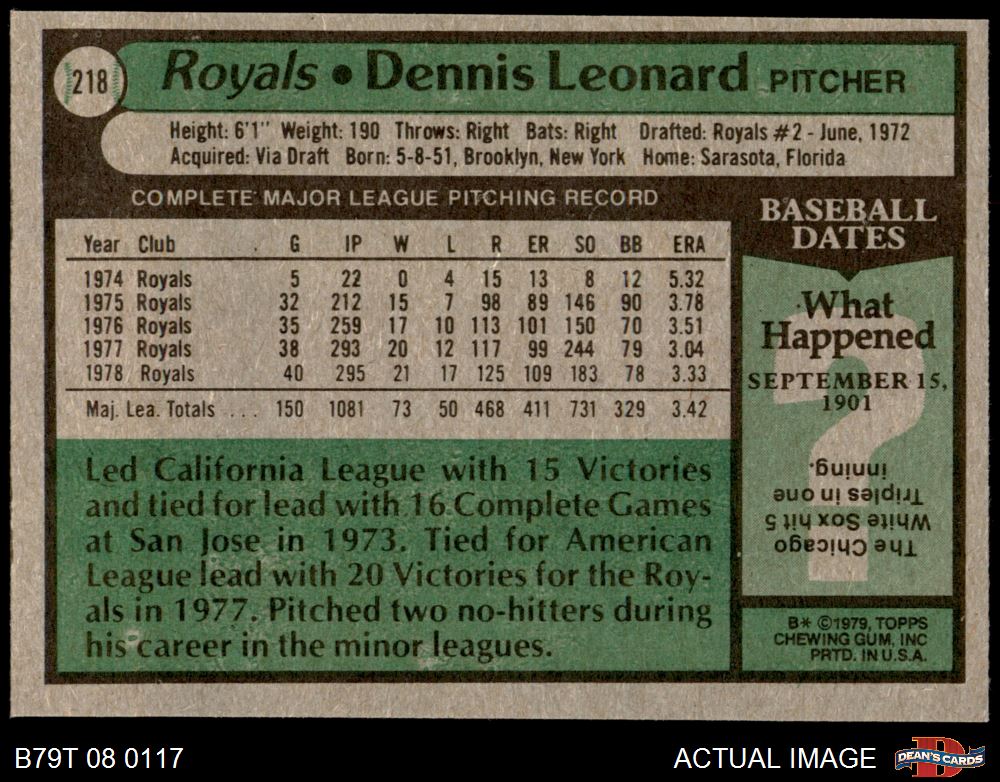 218
Royals • Dennis Leonard PITCHER
Height: 6'1" Weight: 190 Throws: Right Bats: Right Drafted: Royals #2 - June, 1972
Acquired: Via Draft Born: 5-8-51, Brooklyn, New York Home: Sarasota, Florida
COMPLETE MAJOR LEAGUE PITCHING RECORD
Year Club . G IP W L R ER SO BB ERA
1974 Royals 5 22 0 4 15 13 8 12 5.32
1975 Royals 32 212 15 7 98 89 146 90 3.78
1976 Royals 35 259 17 10 113 101 150 70 3.51
1977 Royals 38 293 20 12 117 99 244 79 3.04
1978 Royals 40 295 21 17 125 109 183 78 3.33
Maj. Lea. Totals ... 150 1081 73 50 468 411 731 329 3.42
Led California League with 15 Victories
and tied for lead with 16 Complete Games
at San Jose in 1973. Tied for American
League lead with 20 Victories for the Roy-
als in 1977. Pitched two no-hitters during
his career in the minor leagues.
BASEBALL
DATES
What
Happened
SEPTEMBER 15,
1901
?
The Chicago
White Sox hit 5
Triples in one
inning.
B* ©1979, TOPPS
CHEWING GUM, INC
PRTD. IN U.S.A.
B79T 08 0117
ACTUAL IMAGE
DEAN'S CARDS